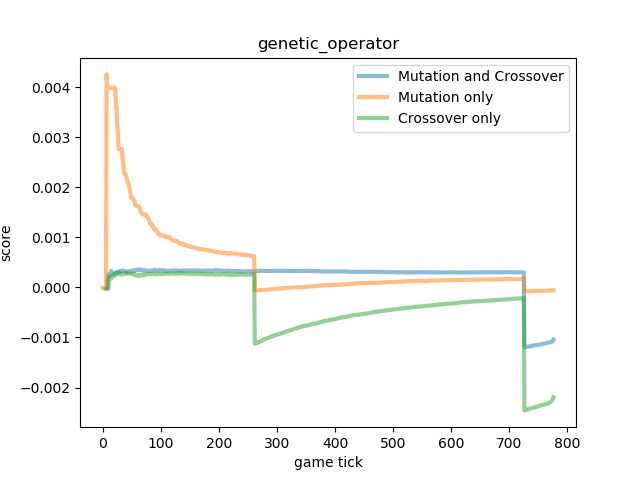 genetic_operator
Mutation and Crossover
Mutation only
Crossover only
score
0.004
0.003
0.002
0.001
0.000
−0.001
−0.002
0 100 200 300 400 500 600 700 800
game tick